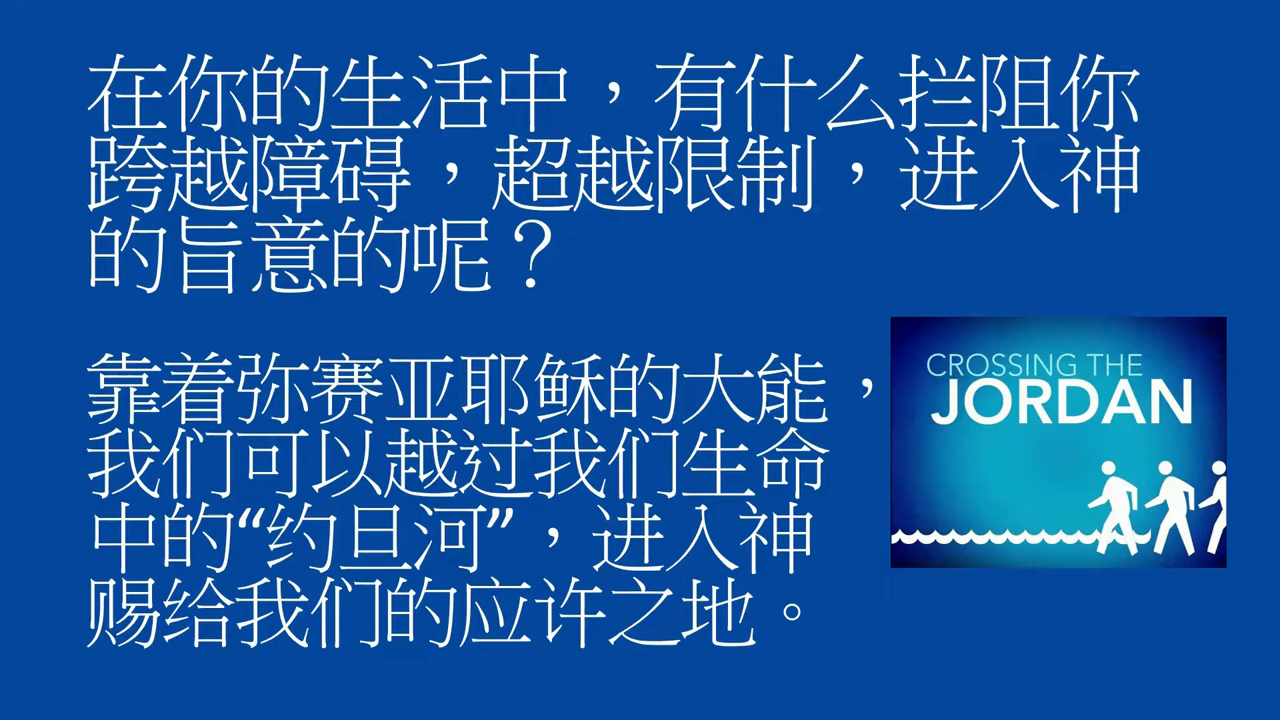 在你的生活中，有什么拦阻你
跨越障碍，超越限制，进入神
的旨意的呢？
靠着弥赛亚耶稣的大能，
我们可以越过我们生命
中的“约旦河”，进入神
赐给我们的应许之地。
CROSSING THE
JORDAN